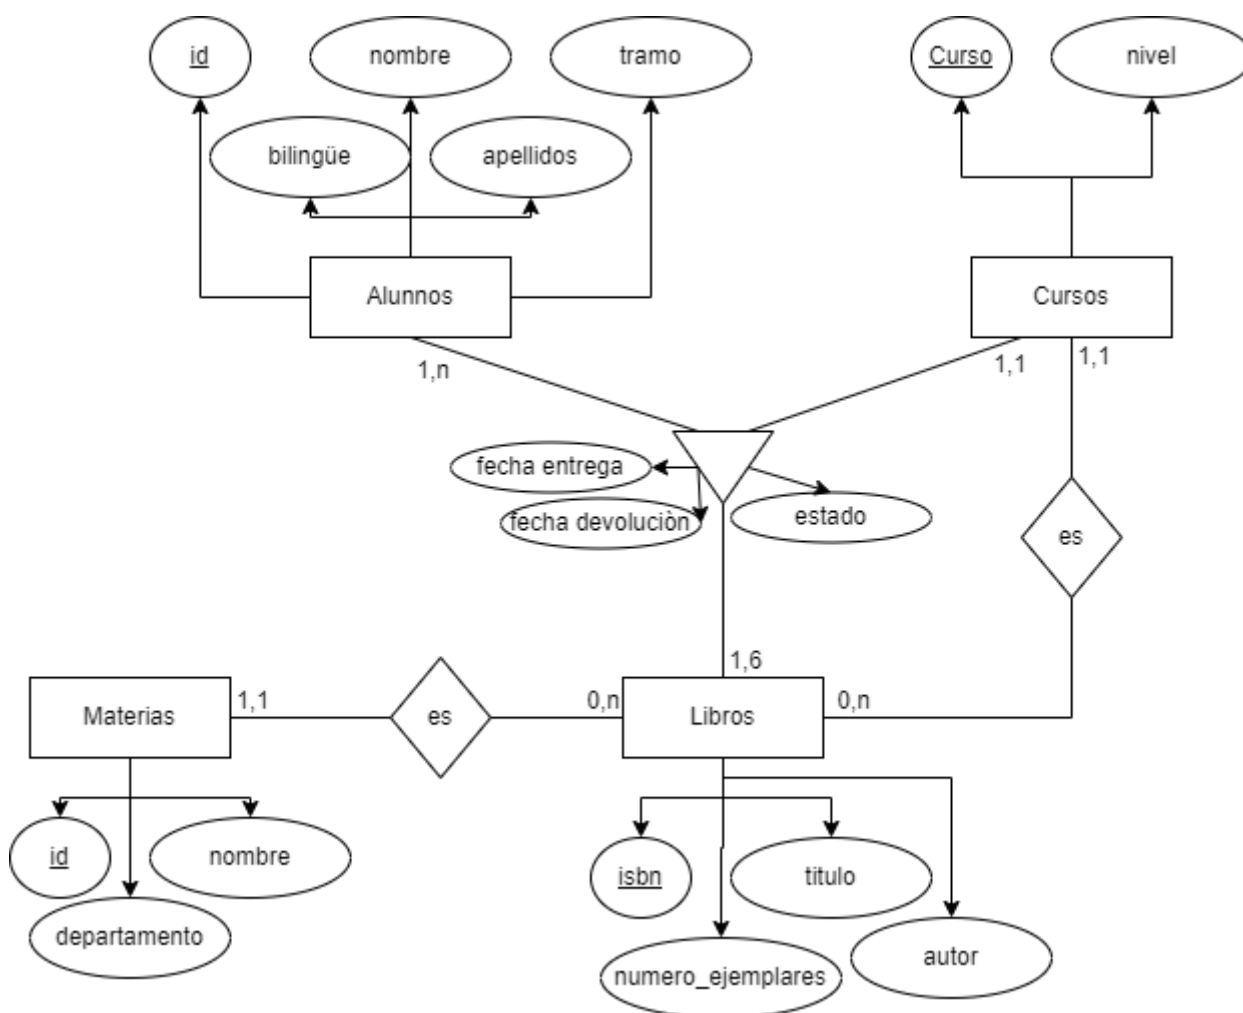 id
nombre
tramo
Curso
nivel
bilingüe
apellidos
Alunnos
Cursos
1,n
1,1
1,1
fecha entrega
fecha devoluciòn
estado
es
1,6
Materias
1,1
es
0,n
Libros
0,n
id
nombre
isbn
titulo
departamento
autor
numero_ejemplares